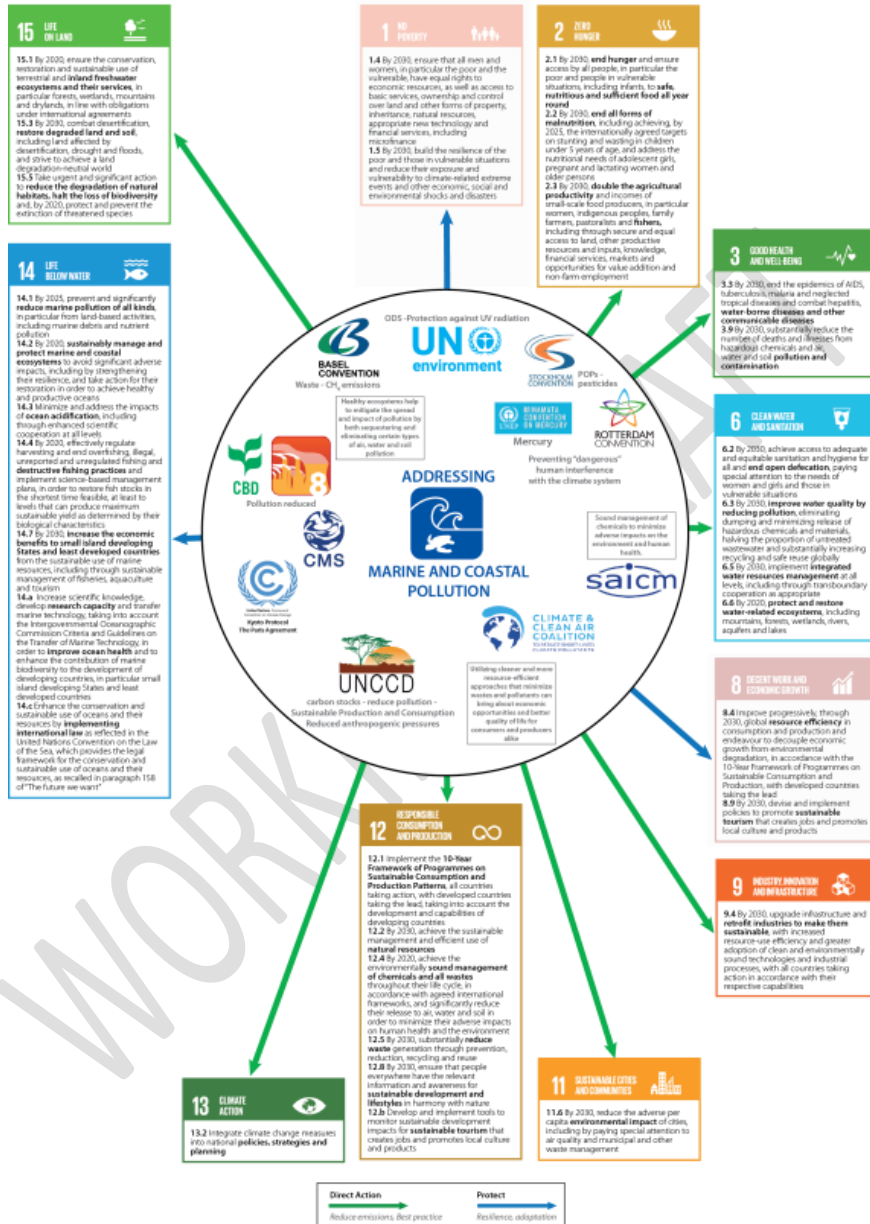 15 LIFE
ON LAND
15.1 By 2020, ensure the conservation,
restoration and sustainable use of
terrestrial and inland freshwater
ecosystems and their services, in
particular forests, wetlands, mountains
and drylands, in line with obligations
under international agreements
15.3 By 2030, combat desertification,
restore degraded land and soil,
including land affected by
desertification, drought and floods,
and strive to achieve a land
degradation-neutral world
15.5 Take urgent and significant action
to reduce the degradation of natural
habitats, halt the loss of biodiversity
and, by 2020, protect and prevent the
extinction of threatened species
1 NO
POVERTY
1.4 By 2030, ensure that all men and
women, in particular the poor and the
vulnerable, have equal rights to
economic resources, as well as access to
basic services, ownership and control
over land and other forms of property,
inheritance, natural resources,
appropriate new technology and
financial services, including
microfinance
1.5 By 2030, build the resilience of the
poor and those in vulnerable situations
and reduce their exposure and
vulnerability to climate-related extreme
events and other economic, social and
environmental shocks and disasters
2 ZERO
HUNGER
2.1 By 2030, end hunger and ensure
access by all people, in particular the
poor and people in vulnerable
situations, including infants, to safe,
nutritious and sufficient food all year
round
2.2 By 2030, end all forms of
malnutrition, including achieving, by
2025, the internationally agreed targets
on stunting and wasting in children
under 5 years of age, and address the
nutritional needs of adolescent girls,
pregnant and lactating women and
older persons
2.3 By 2030, double the agricultural
productivity and incomes of
small-scale food producers, in particular
women, indigenous peoples, family
farmers, pastoralists and fishers,
including through secure and equal
access to land, other productive
resources and inputs, knowledge,
financial services, markets and
opportunities for value addition and
non-farm employment
3 GOOD HEALTH
AND WELL-BEING
3.3 By 2030, end the epidemics of AIDS,
tuberculosis, malaria and neglected
tropical diseases and combat hepatitis,
water-borne diseases and other
communicable diseases
3.9 By 2030, substantially reduce the
number of deaths and illnesses from
hazardous chemicals and air,
water and soil pollution and
contamination
14 LIFE
BELOW WATER
14.1 By 2025, prevent and significantly
reduce marine pollution of all kinds,
in particular from land-based activities,
including marine debris and nutrient
pollution
14.2 By 2020, sustainably manage and
protect marine and coastal
ecosystems to avoid significant adverse
impacts, including by strengthening
their resilience, and take action for their
restoration in order to achieve healthy
and productive oceans
14.3 Minimize and address the impacts
of ocean acidification, including
through enhanced scientific
cooperation at all levels
14.4 By 2020, effectively regulate
harvesting and end overfishing, illegal,
unreported and unregulated fishing and
destructive fishing practices and
implement science-based management
plans, in order to restore fish stocks in
the shortest time feasible, at least to
levels that can produce maximum
sustainable yield as determined by their
biological characteristics
14.7 By 2030, increase the economic
benefits to small island developing
States and least developed countries
from the sustainable use of marine
resources, including through sustainable
management of fisheries, aquaculture
and tourism
14.a Increase scientific knowledge,
develop research capacity and transfer
marine technology, taking into account
the Intergovernmental Oceanographic
Commission Criteria and Guidelines on
the Transfer of Marine Technology, in
order to improve ocean health and to
enhance the contribution of marine
biodiversity to the development of
developing countries, in particular small
island developing States and least
developed countries
14.c Enhance the conservation and
sustainable use of oceans and their
resources by implementing
international law as reflected in the
United Nations Convention on the Law
of the Sea, which provides the legal
framework for the conservation and
sustainable use of oceans and their
resources, as recalled in paragraph 158
of "The future we want"
ODS -Protection against UV radiation
BASEL
CONVENTION
Waste - CH4 emissions
UN
environment
STOCKHOLM
CONVENTION
POPs -
pesticides
Healthy ecosystems help
to mitigate the spread
and impact of pollution by
both sequestering and
eliminating certain types
of air, water and soil
pollution
MINAMATA
CONVENTION
ON MERCURY
Mercury
ROTTERDAM
CONVENTION
Preventing "dangerous"
human interference
with the climate system
CBD
8
Pollution reduced
ADDRESSING
MARINE AND COASTAL
POLLUTION
CMS
Sound management of
chemicals to minimize
adverse impacts on the
environment and human
health.
saicm
Kyoto Protocol
The Paris Agreement
CLIMATE &
CLEAN AIR
COALITION
TO REDUCE SHORT-LIVED
CLIMATE POLLUTANTS
UNCCD
carbon stocks - reduce pollution -
Sustainable Production and Consumption
Reduced anthropogenic pressures
Utilizing cleaner and more
resource-efficient
approaches that minimize
wastes and pollutants can
bring about economic
opportunities and better
quality of life for
consumers and producers
alike
6 CLEAN WATER
AND SANITATION
6.2 By 2030, achieve access to adequate
and equitable sanitation and hygiene for
all and end open defecation, paying
special attention to the needs of
women and girls and those in
vulnerable situations
6.3 By 2030, improve water quality by
reducing pollution, eliminating
dumping and minimizing release of
hazardous chemicals and materials,
halving the proportion of untreated
wastewater and substantially increasing
recycling and safe reuse globally
6.5 By 2030, implement integrated
water resources management at all
levels, including through transboundary
cooperation as appropriate
6.6 By 2020, protect and restore
water-related ecosystems, including
mountains, forests, wetlands, rivers,
aquifers and lakes
8 DECENT WORK AND
ECONOMIC GROWTH
8.4 Improve progressively, through
2030, global resource efficiency in
consumption and production and
endeavour to decouple economic
growth from environmental
degradation, in accordance with the
10-Year Framework of Programmes on
Sustainable Consumption and
Production, with developed countries
taking the lead
8.9 By 2030, devise and implement
policies to promote sustainable
tourism that creates jobs and promotes
local culture and products
9 INDUSTRY, INNOVATION
AND INFRASTRUCTURE
9.4 By 2030, upgrade infrastructure and
retrofit industries to make them
sustainable, with increased
resource-use efficiency and greater
adoption of clean and environmentally
sound technologies and industrial
processes, with all countries taking
action in accordance with their
respective capabilities
12 RESPONSIBLE
CONSUMPTION
AND PRODUCTION
12.1 Implement the 10-Year
Framework of Programmes on
Sustainable Consumption and
Production Patterns, all countries
taking action, with developed countries
taking the lead, taking into account the
development and capabilities of
developing countries
12.2 By 2030, achieve the sustainable
management and efficient use of
natural resources
12.4 By 2020, achieve the
environmentally sound management
of chemicals and all wastes
throughout their life cycle, in
accordance with agreed international
frameworks, and significantly reduce
their release to air, water and soil in
order to minimize their adverse impacts
on human health and the environment
12.5 By 2030, substantially reduce
waste generation through prevention,
reduction, recycling and reuse
12.8 By 2030, ensure that people
everywhere have the relevant
information and awareness for
sustainable development and
lifestyles in harmony with nature
12.b Develop and implement tools to
monitor sustainable development
impacts for sustainable tourism that
creates jobs and promotes local culture
and products
13 CLIMATE
ACTION
13.2 Integrate climate change measures
into national policies, strategies and
planning
11 SUSTAINABLE CITIES
AND COMMUNITIES
11.6 By 2030, reduce the adverse per
capita environmental impact of cities,
including by paying special attention to
air quality and municipal and other
waste management
Direct Action
Reduce emissions, Best practice
Protect
Resilience, adaptation